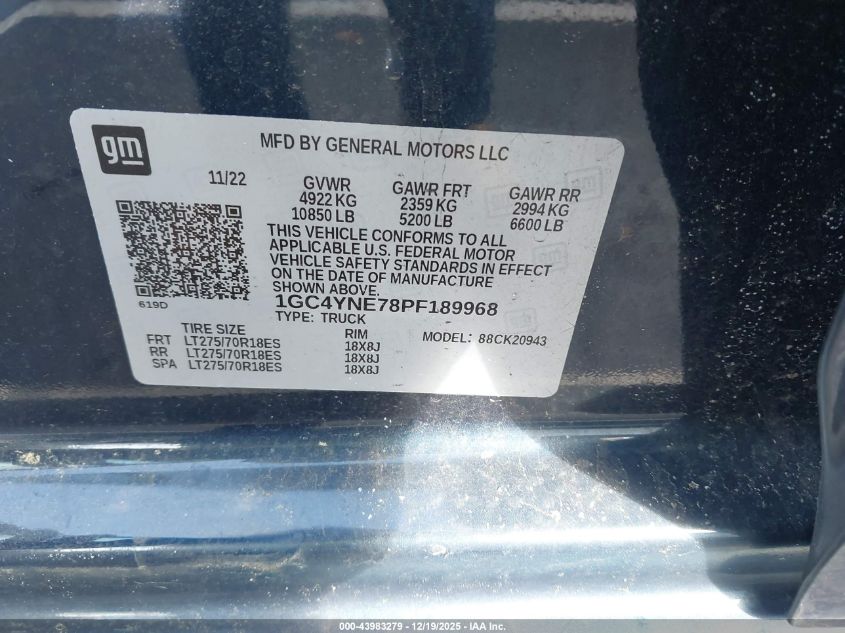 gm
MFD BY GENERAL MOTORS LLC
11/22
GVWR
4922 KG
10850 LB
GAWR FRT
2359 KG
5200 LB
GAWR RR
2994 KG
6600 LB
THIS VEHICLE CONFORMS TO ALL
APPLICABLE U.S. FEDERAL MOTOR
VEHICLE SAFETY STANDARDS IN EFFECT
ON THE DATE OF MANUFACTURE
SHOWN ABOVE.
619D
1GC4YNE78PF189968
TYPE: TRUCK
MODEL: 88CK20943
TIRE SIZE RIM
FRT LT275/70R18ES 18X8J
RR LT275/70R18ES 18X8J
SPA LT275/70R18ES 18X8J
000-43983279 - 12/19/2025 - IAA Inc.